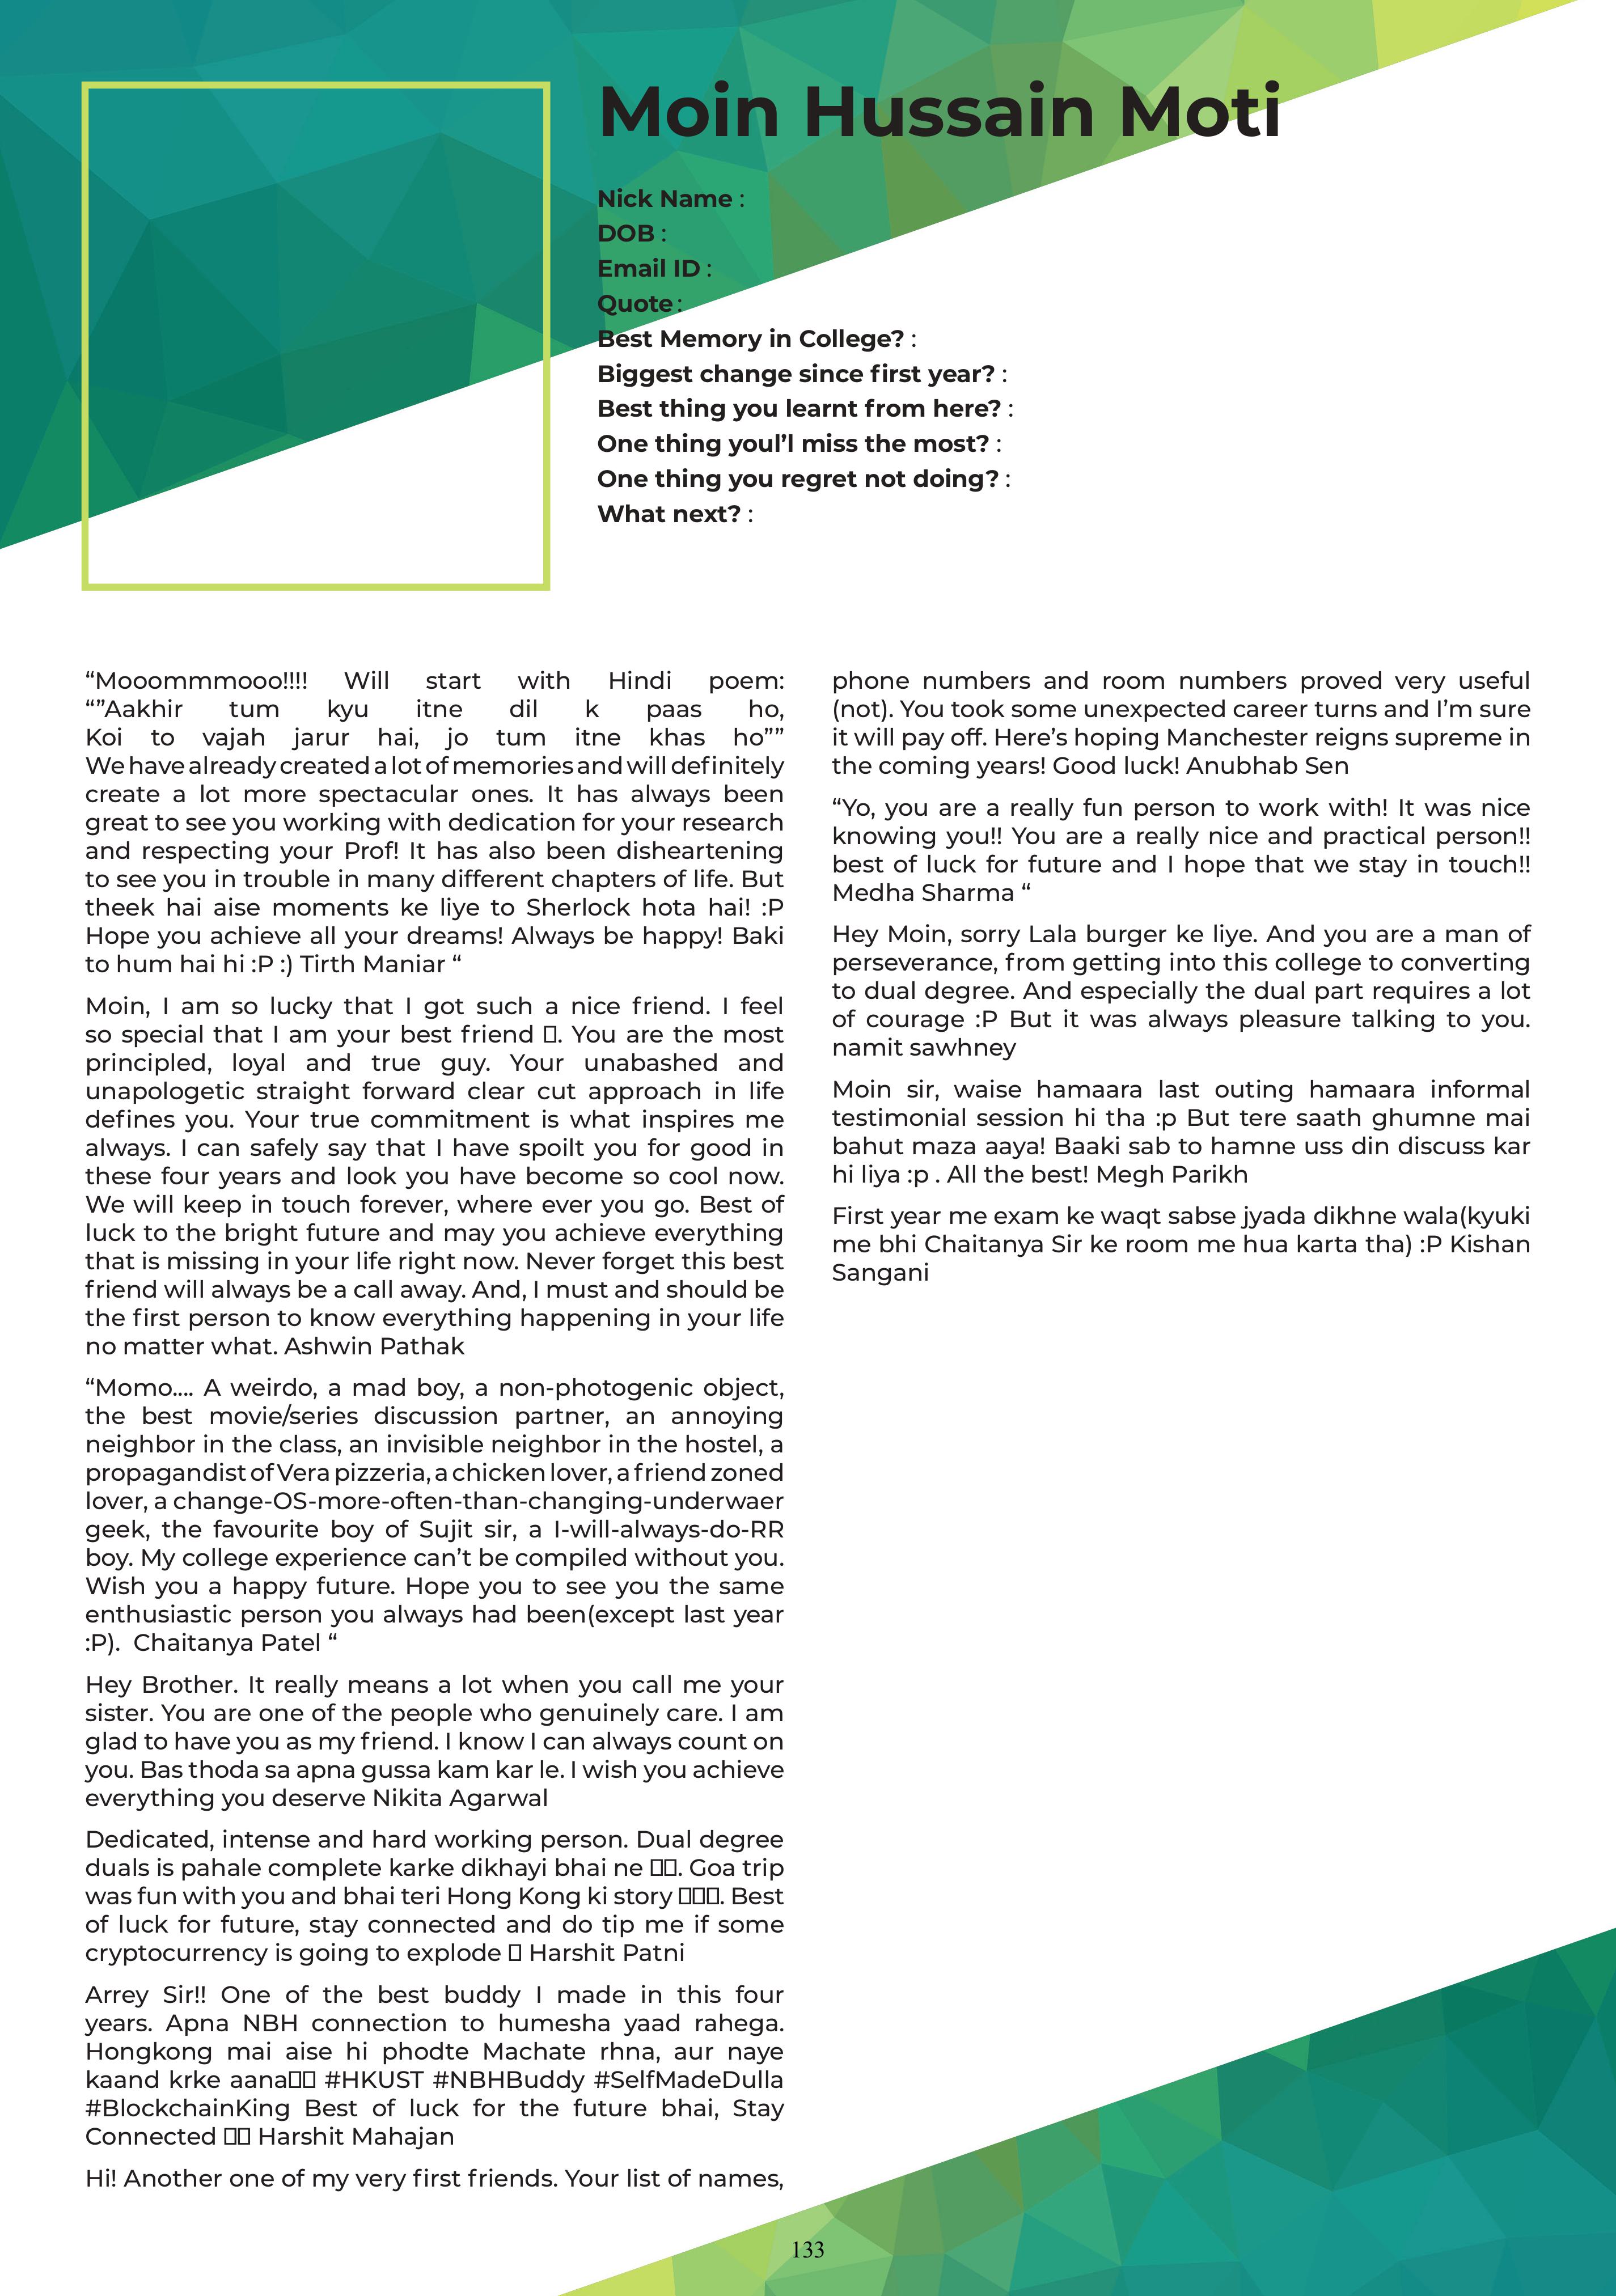 Moin Hussain Moti
Nick Name :
DOB :
Email ID :
Quote :
Best Memory in College? :
Biggest change since first year? :
Best thing you learnt from here? :
One thing youl’l miss the most? :
One thing you regret not doing? :
What next? :
“Mooommmooo!!!! Will start with Hindi poem:
“”Aakhir tum kyu itne dil k paas ho,
Koi to vajah jarur hai, jo tum itne khas ho””
We have already created a lot of memories and will definitely
create a lot more spectacular ones. It has always been
great to see you working with dedication for your research
and respecting your Prof! It has also been disheartening
to see you in trouble in many different chapters of life. But
theek hai aise moments ke liye to Sherlock hota hai! :P
Hope you achieve all your dreams! Always be happy! Baki
to hum hai hi :P :) Tirth Maniar “
Moin, I am so lucky that I got such a nice friend. I feel
so special that I am your best friend □. You are the most
principled, loyal and true guy. Your unabashed and
unapologetic straight forward clear cut approach in life
defines you. Your true commitment is what inspires me
always. I can safely say that I have spoilt you for good in
these four years and look you have become so cool now.
We will keep in touch forever, where ever you go. Best of
luck to the bright future and may you achieve everything
that is missing in your life right now. Never forget this best
friend will always be a call away. And, I must and should be
the first person to know everything happening in your life
no matter what. Ashwin Pathak
“Momo.... A weirdo, a mad boy, a non-photogenic object,
the best movie/series discussion partner, an annoying
neighbor in the class, an invisible neighbor in the hostel, a
propagandist of Vera pizzeria, a chicken lover, a friend zoned
lover, a change-OS-more-often-than-changing-underwaer
geek, the favourite boy of Sujit sir, a I-will-always-do-RR
boy. My college experience can’t be compiled without you.
Wish you a happy future. Hope you to see you the same
enthusiastic person you always had been(except last year
:P). Chaitanya Patel “
Hey Brother. It really means a lot when you call me your
sister. You are one of the people who genuinely care. I am
glad to have you as my friend. I know I can always count on
you. Bas thoda sa apna gussa kam kar le. I wish you achieve
everything you deserve Nikita Agarwal
Dedicated, intense and hard working person. Dual degree
duals is pahale complete karke dikhayi bhai ne □□. Goa trip
was fun with you and bhai teri Hong Kong ki story □□□. Best
of luck for future, stay connected and do tip me if some
cryptocurrency is going to explode □ Harshit Patni
Arrey Sir!! One of the best buddy I made in this four
years. Apna NBH connection to humesha yaad rahega.
Hongkong mai aise hi phodte Machate rhna, aur naye
kaand krke aana□□ #HKUST #NBHBuddy #SelfMadeDulla
#BlockchainKing Best of luck for the future bhai, Stay
Connected □□ Harshit Mahajan
Hi! Another one of my very first friends. Your list of names,
phone numbers and room numbers proved very useful
(not). You took some unexpected career turns and I’m sure
it will pay off. Here’s hoping Manchester reigns supreme in
the coming years! Good luck! Anubhab Sen
“Yo, you are a really fun person to work with! It was nice
knowing you!! You are a really nice and practical person!!
best of luck for future and I hope that we stay in touch!!
Medha Sharma “
Hey Moin, sorry Lala burger ke liye. And you are a man of
perseverance, from getting into this college to converting
to dual degree. And especially the dual part requires a lot
of courage :P But it was always pleasure talking to you.
namit sawhney
Moin sir, waise hamaara last outing hamaara informal
testimonial session hi tha :p But tere saath ghumne mai
bahut maza aaya! Baaki sab to hamne uss din discuss kar
hi liya :p . All the best! Megh Parikh
First year me exam ke waqt sabse jyada dikhne wala(kyuki
me bhi Chaitanya Sir ke room me hua karta tha) :P Kishan
Sangani
133